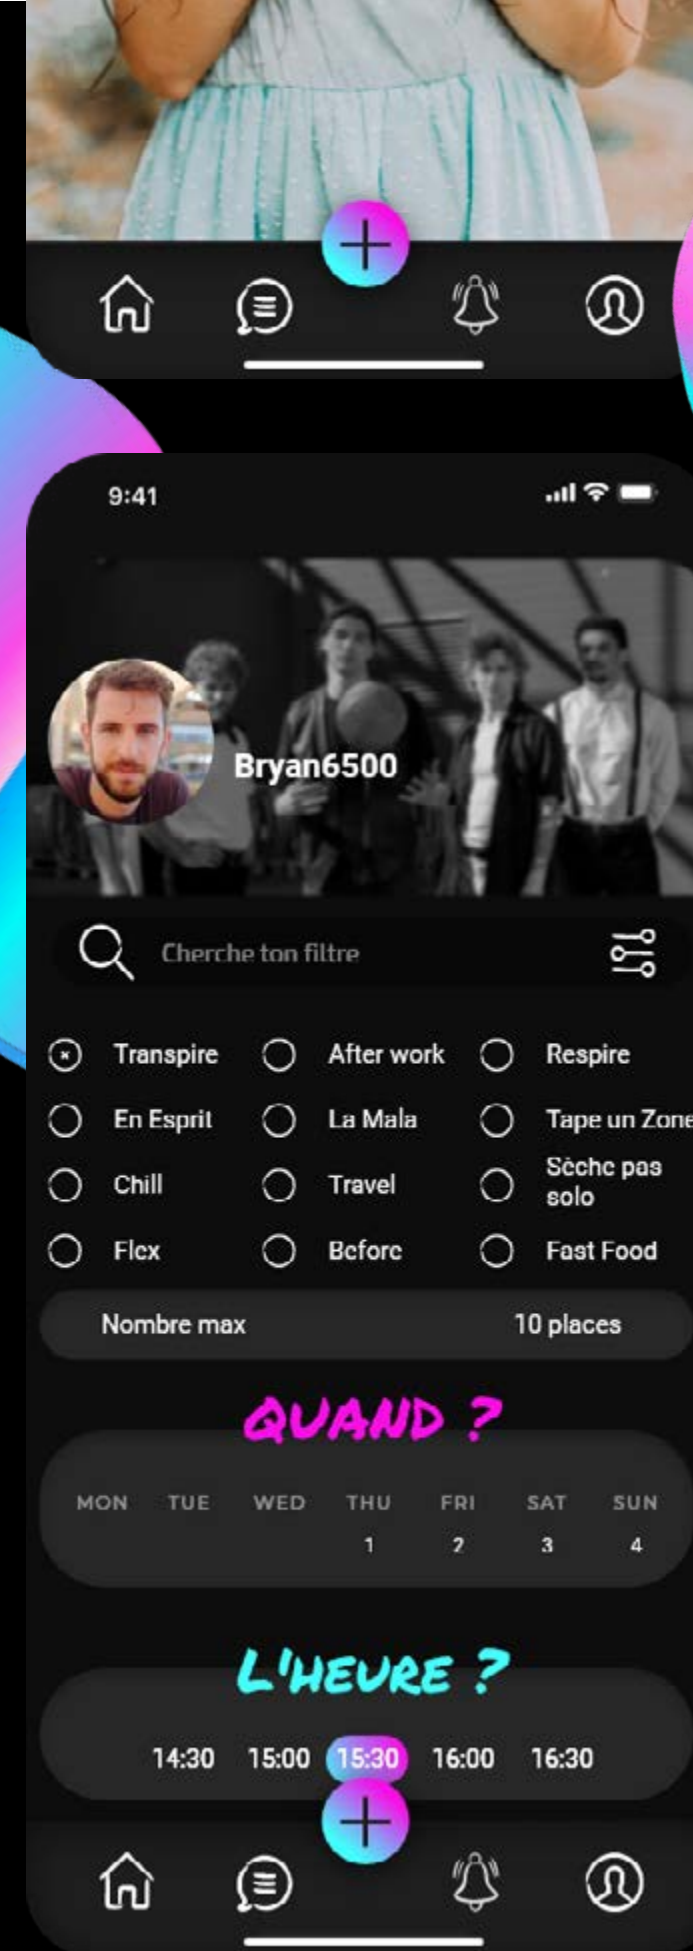 9:41
Bryan6500
Cherche ton filtre
Transpire After work Respire
En Esprit La Mala Tape un Zone
Chill Travel Sèche pas solo
Flex Before Fast Food
Nombre max 10 places
QUAND ?
MON TUE WED THU FRI SAT SUN
1 2 3 4
L'HEURE ?
14:30 15:00 15:30 16:00 16:30